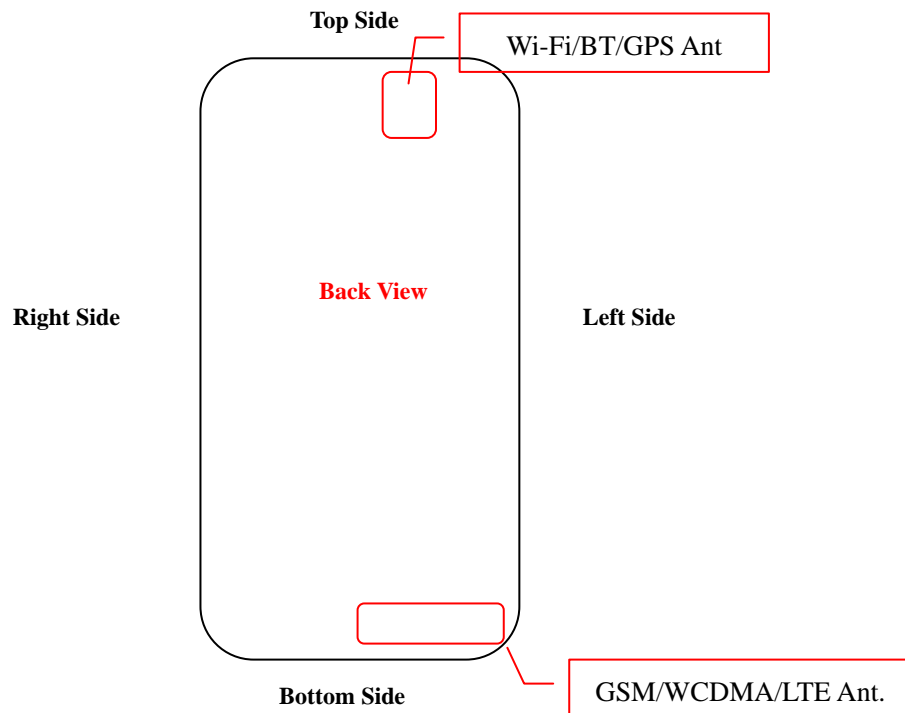 Top Side
Wi-Fi/BT/GPS Ant
Back View
Right Side
Left Side
GSM/WCDMA/LTE Ant.
Bottom Side